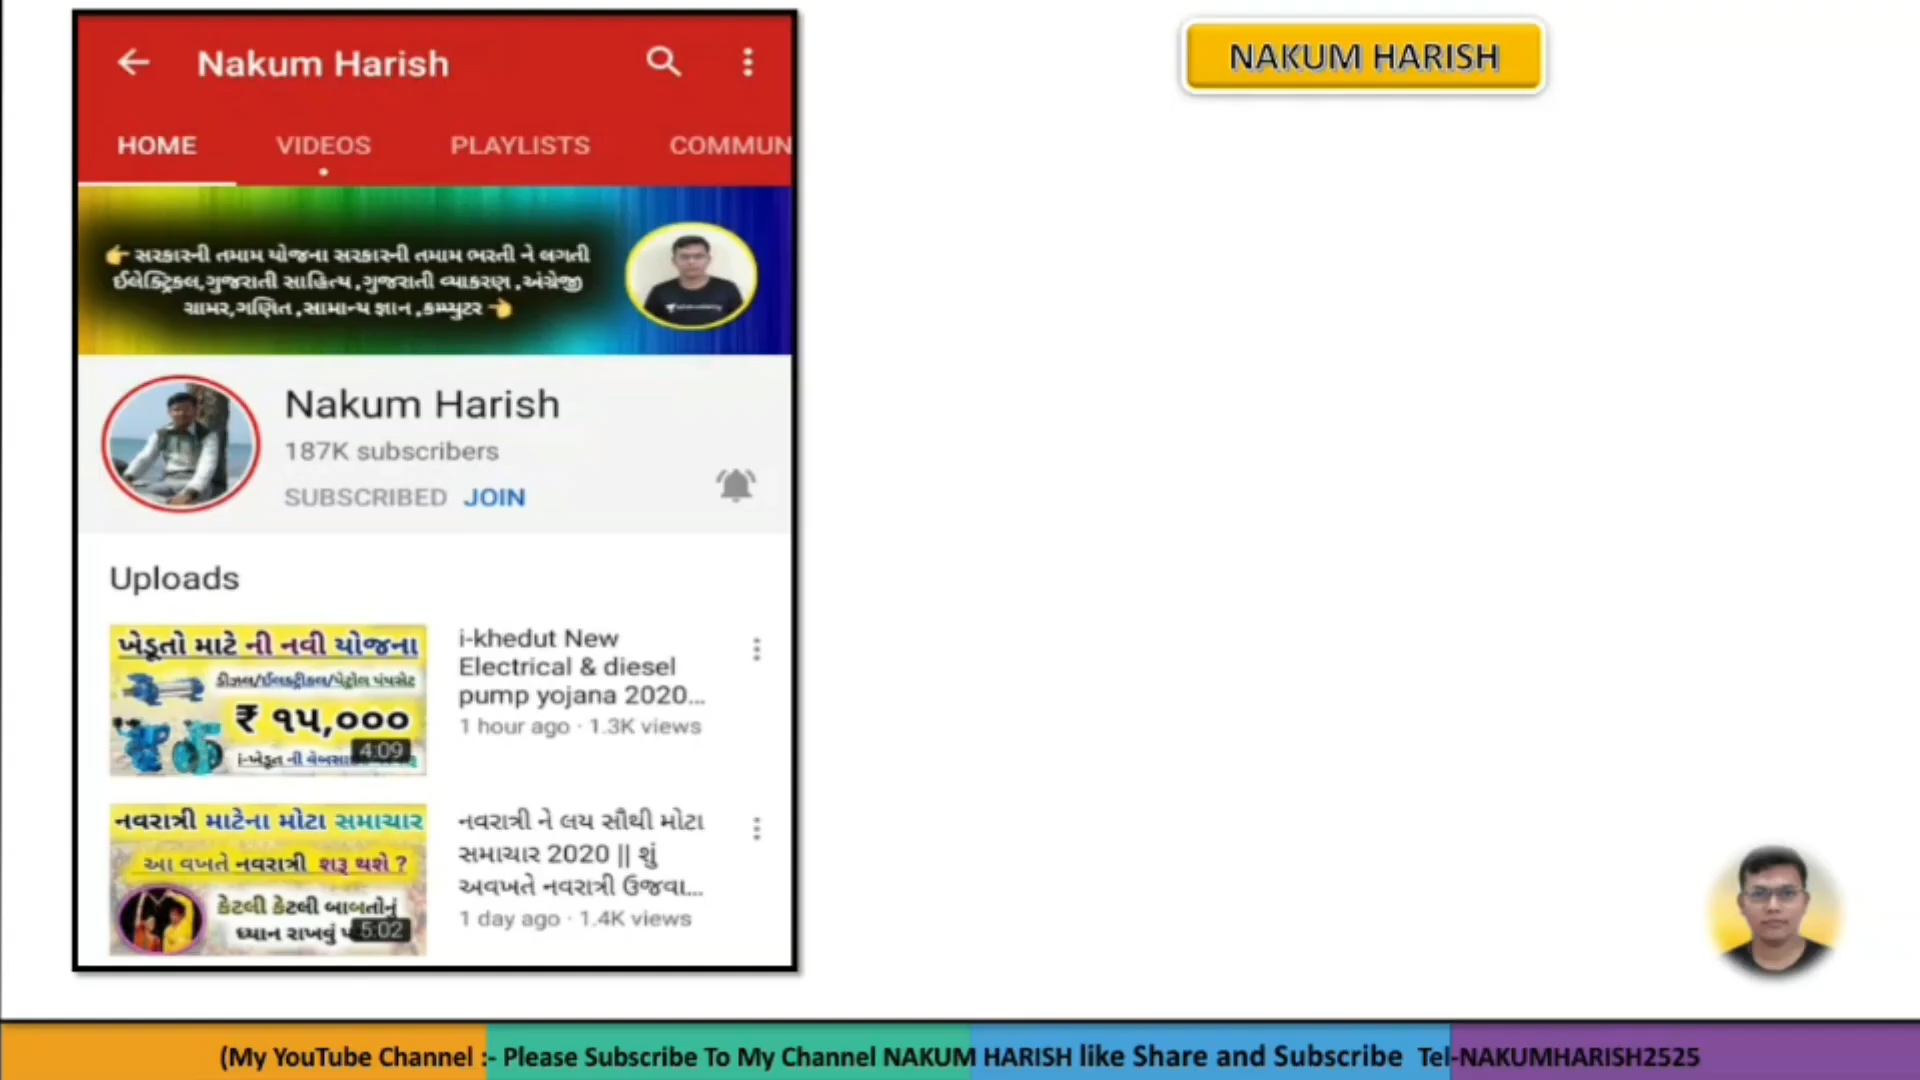 Nakum Harish
HOME VIDEOS PLAYLISTS COMMUN
👉 સરકારની તમામ યોજના સરકારની તમામ ભરતી ને લગતી
ઈલેક્ટ્રિકલ,ગુજરાતી સાહિત્ય ,ગુજરાતી વ્યાકરણ ,અંગ્રેજી
ગ્રામર,ગણિત ,સામાન્ય જ્ઞાન ,કમ્પ્યુટર 👈
Nakum Harish
187K subscribers
SUBSCRIBED JOIN
Uploads
ખેડૂતો માટે ની નવી યોજના
ડીઝલ/ઈલેક્ટ્રીકલ/પેટ્રોલ પંપસેટ
₹ ૧૫,૦૦૦
i-ખેડૂત ની
4:09
i-khedut New
Electrical & diesel
pump yojana 2020...
1 hour ago · 1.3K views
નવરાત્રી માટેના મોટા સમાચાર
આ વખતે નવરાત્રી શરૂ થશે ?
કેટલી કેટલી બાબતોનું
ધ્યાન રાખવું
5:02
નવરાત્રી ને લય સૌથી મોટા
સમાચાર 2020 || શું
અવખતે નવરાત્રી ઉજવા...
1 day ago · 1.4K views
NAKUM HARISH
(My YouTube Channel :- Please Subscribe To My Channel NAKUM HARISH like Share and Subscribe Tel-NAKUMHARISH2525